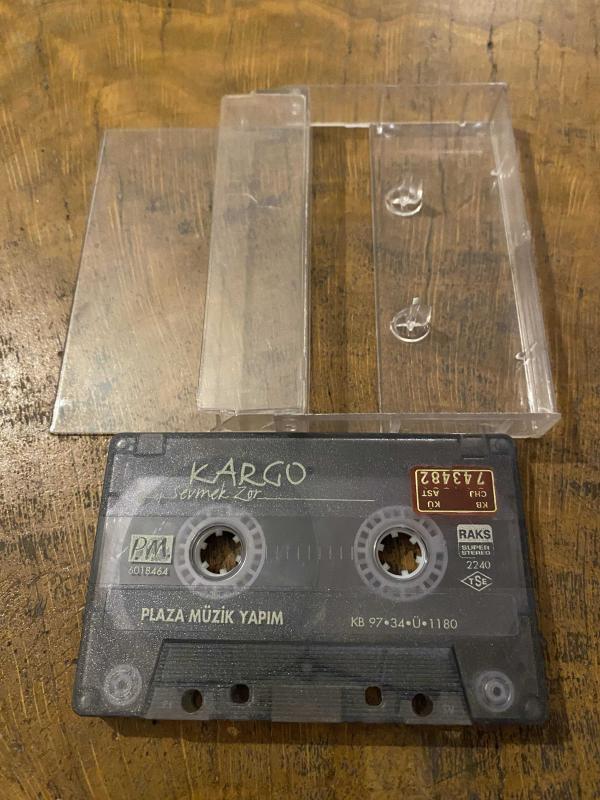 KARGO
Sevmek Zor
KB KÜ
CHJ AST
743482
P.M.
6018464
RAKS
SUPER
STEREO
2240
TSE
PLAZA MÜZİK YAPIM
KB 97•34•Ü•1180